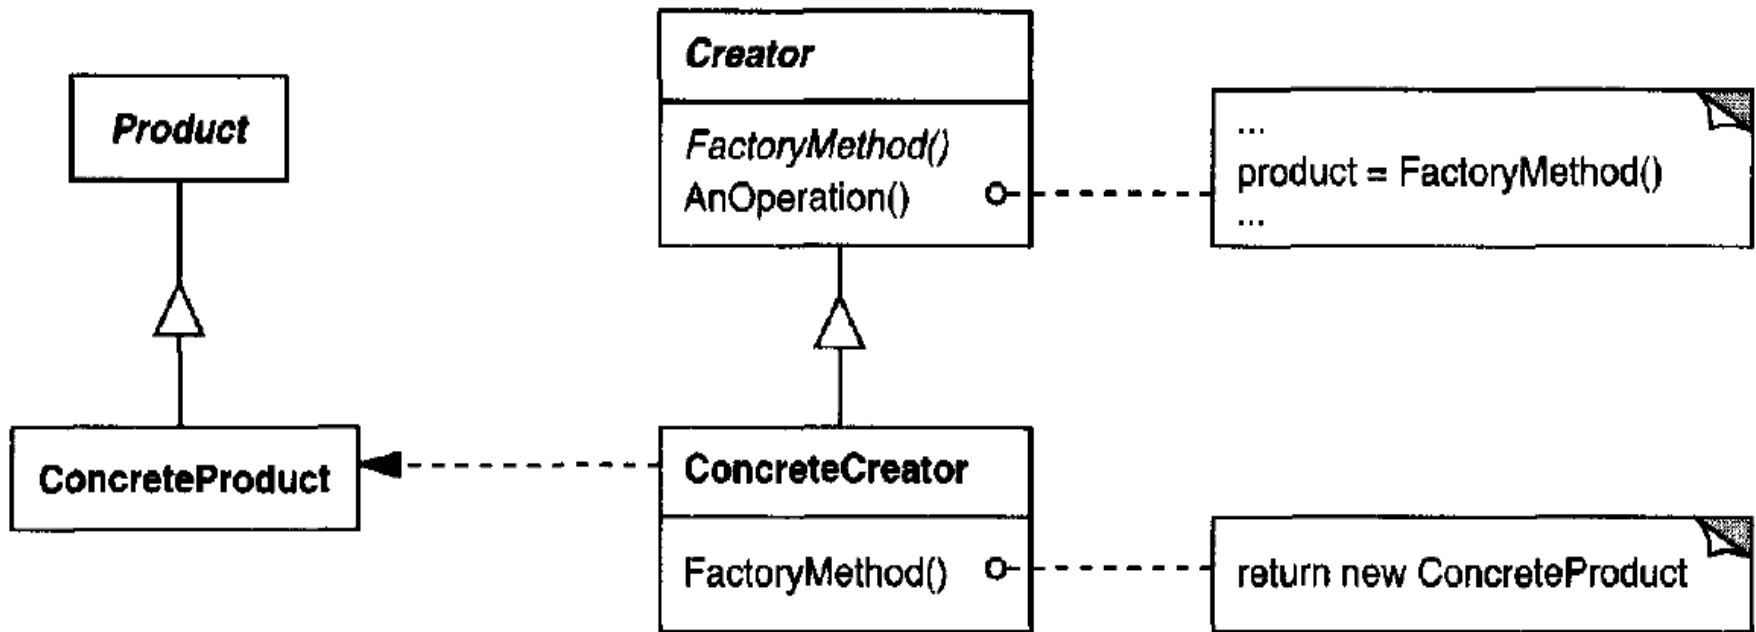 Product
ConcreteProduct
Creator
FactoryMethod()
AnOperation()
...
product = FactoryMethod()
...
ConcreteCreator
FactoryMethod()
return new ConcreteProduct